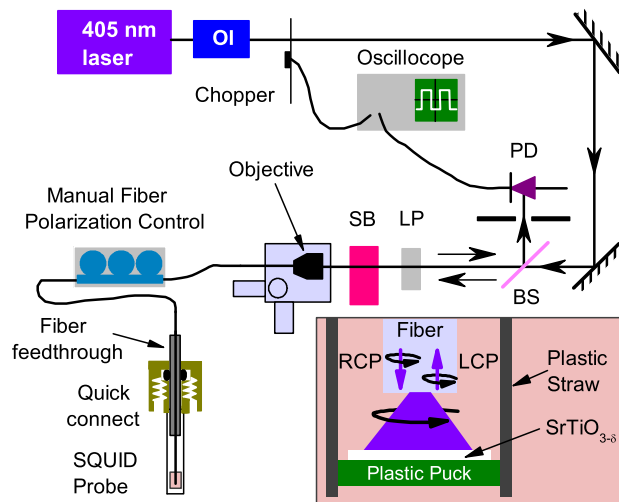 405 nm
laser
OI
Chopper
Oscillocope
PD
Objective
Manual Fiber
Polarization Control
SB
LP
BS
Fiber
feedthrough
Quick
connect
SQUID
Probe
Fiber
RCP
LCP
Plastic
Straw
SrTiO3-δ
Plastic Puck